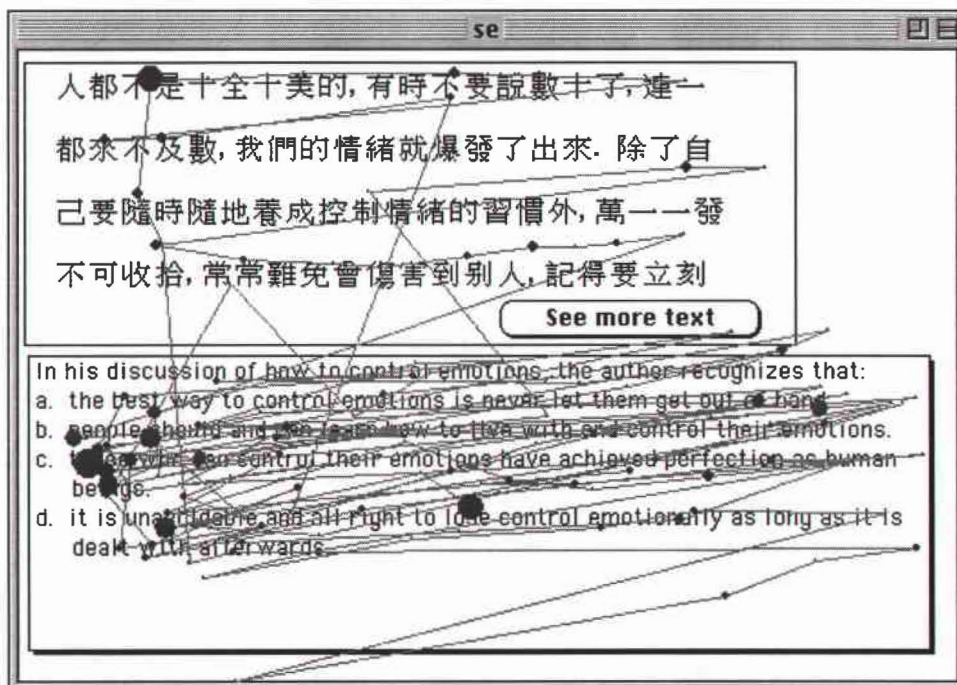 se
人都不是十全十美的, 有時不要說數十了, 連一
都來不及數, 我們的情緒就爆發了出來. 除了自
己要隨時隨地養成控制情緒的習慣外, 萬一一發
不可收拾, 常常難免會傷害到別人, 記得要立刻
See more text
In his discussion of how to control emotions, the author recognizes that:
a. the best way to control emotions is never let them get out of hand.
b. people should and can learn how to live with and control their emotions.
c. who can control their emotions have achieved perfection as human
beings.
d. it is unavoidable and all right to lose control emotionally as long as it is
dealt with afterwards.